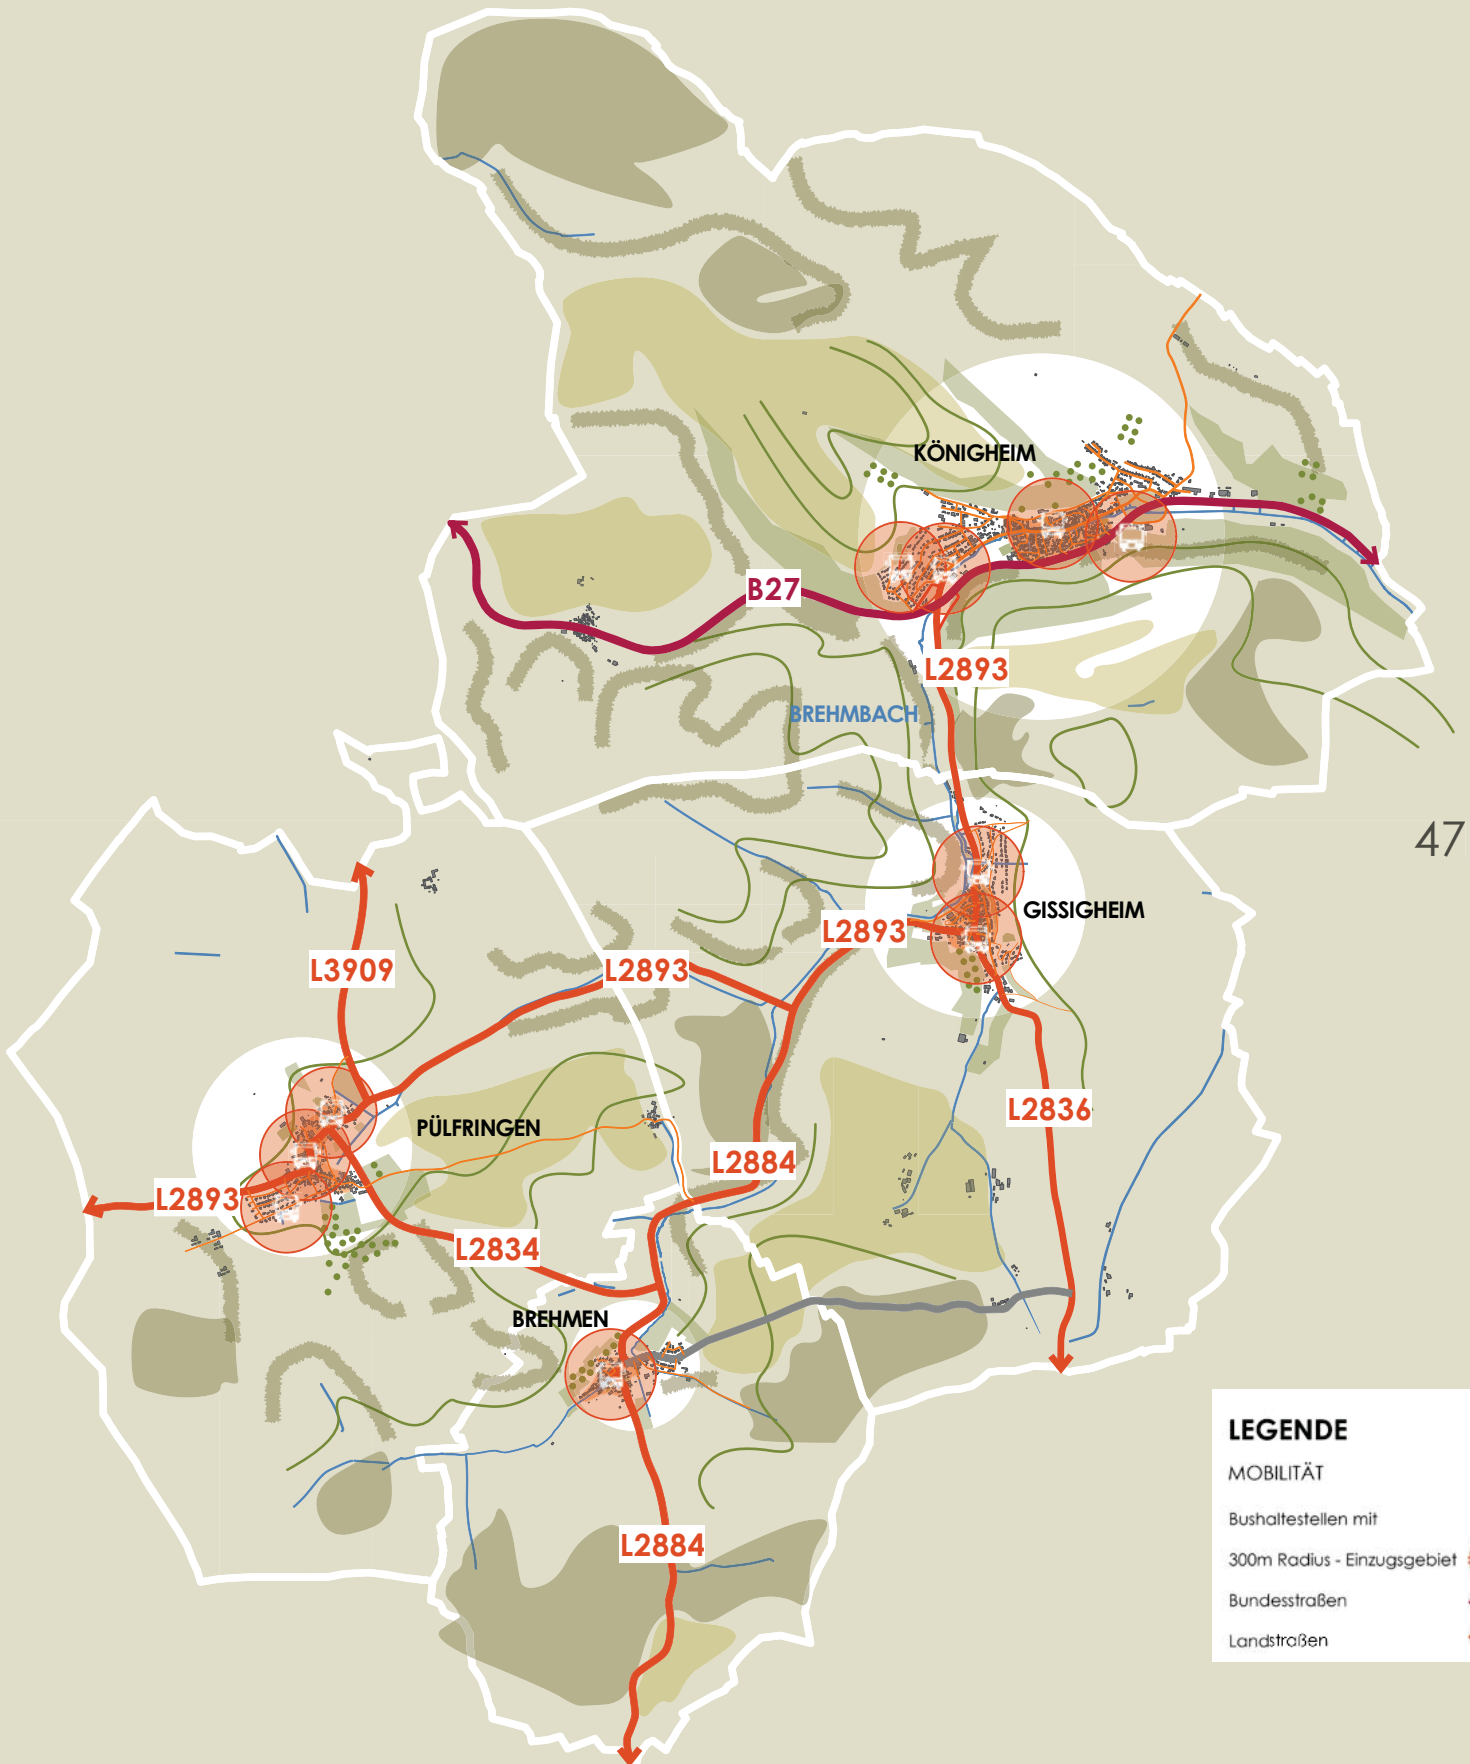 KÖNIGHEIM
B27
L2893
BREHMBACH
47
GISSIGHEIM
L2893
L3909
L2893
L2836
PÜLFRINGEN
L2884
L2893
L2834
BREHMEN
LEGENDE
MOBILITÄT
Bushaltestellen mit
300m Radius - Einzugsgebiet
Bundesstraßen
Landstraßen
L2884